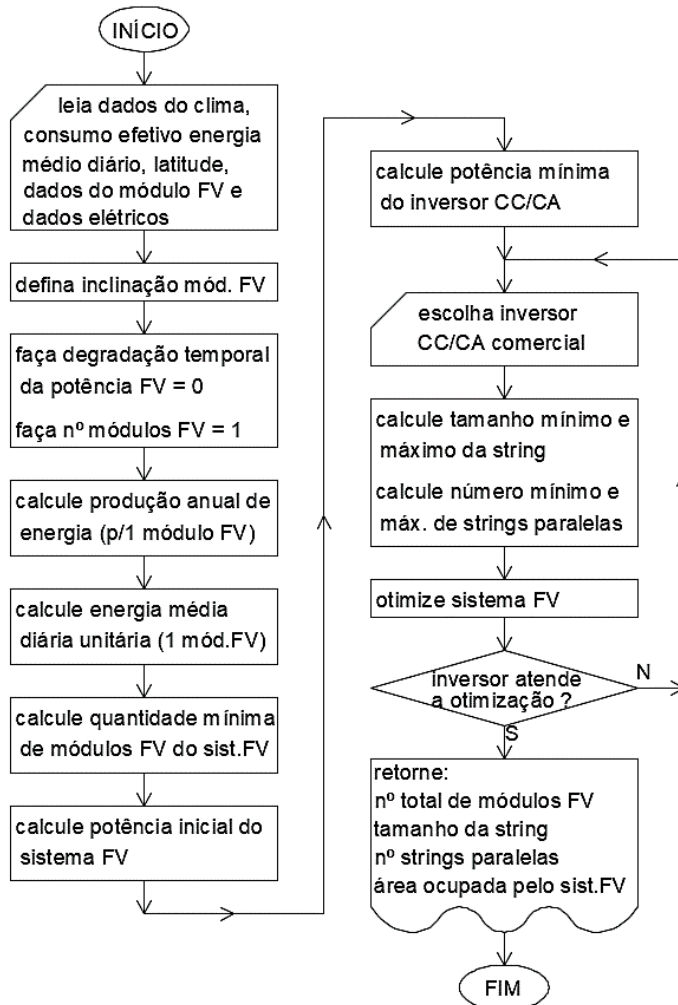 INÍCIO
leia dados do clima,
consumo efetivo energia
médio diário, latitude,
dados do módulo FV e
dados elétricos
defina inclinação mód. FV
faça degradação temporal
da potência FV = 0
faça nº módulos FV = 1
calcule produção anual de
energia (p/1 módulo FV)
calcule energia média
diária unitária (1 mód.FV)
calcule quantidade mínima
de módulos FV do sist.FV
calcule potência inicial do
sistema FV
calcule potência mínima
do inversor CC/CA
escolha inversor
CC/CA comercial
calcule tamanho mínimo e
máximo da string
calcule número mínimo e
máx. de strings paralelas
otimize sistema FV
inversor atende
a otimização ?
N
S
retorne:
nº total de módulos FV
tamanho da string
nº strings paralelas
área ocupada pelo sist.FV
FIM